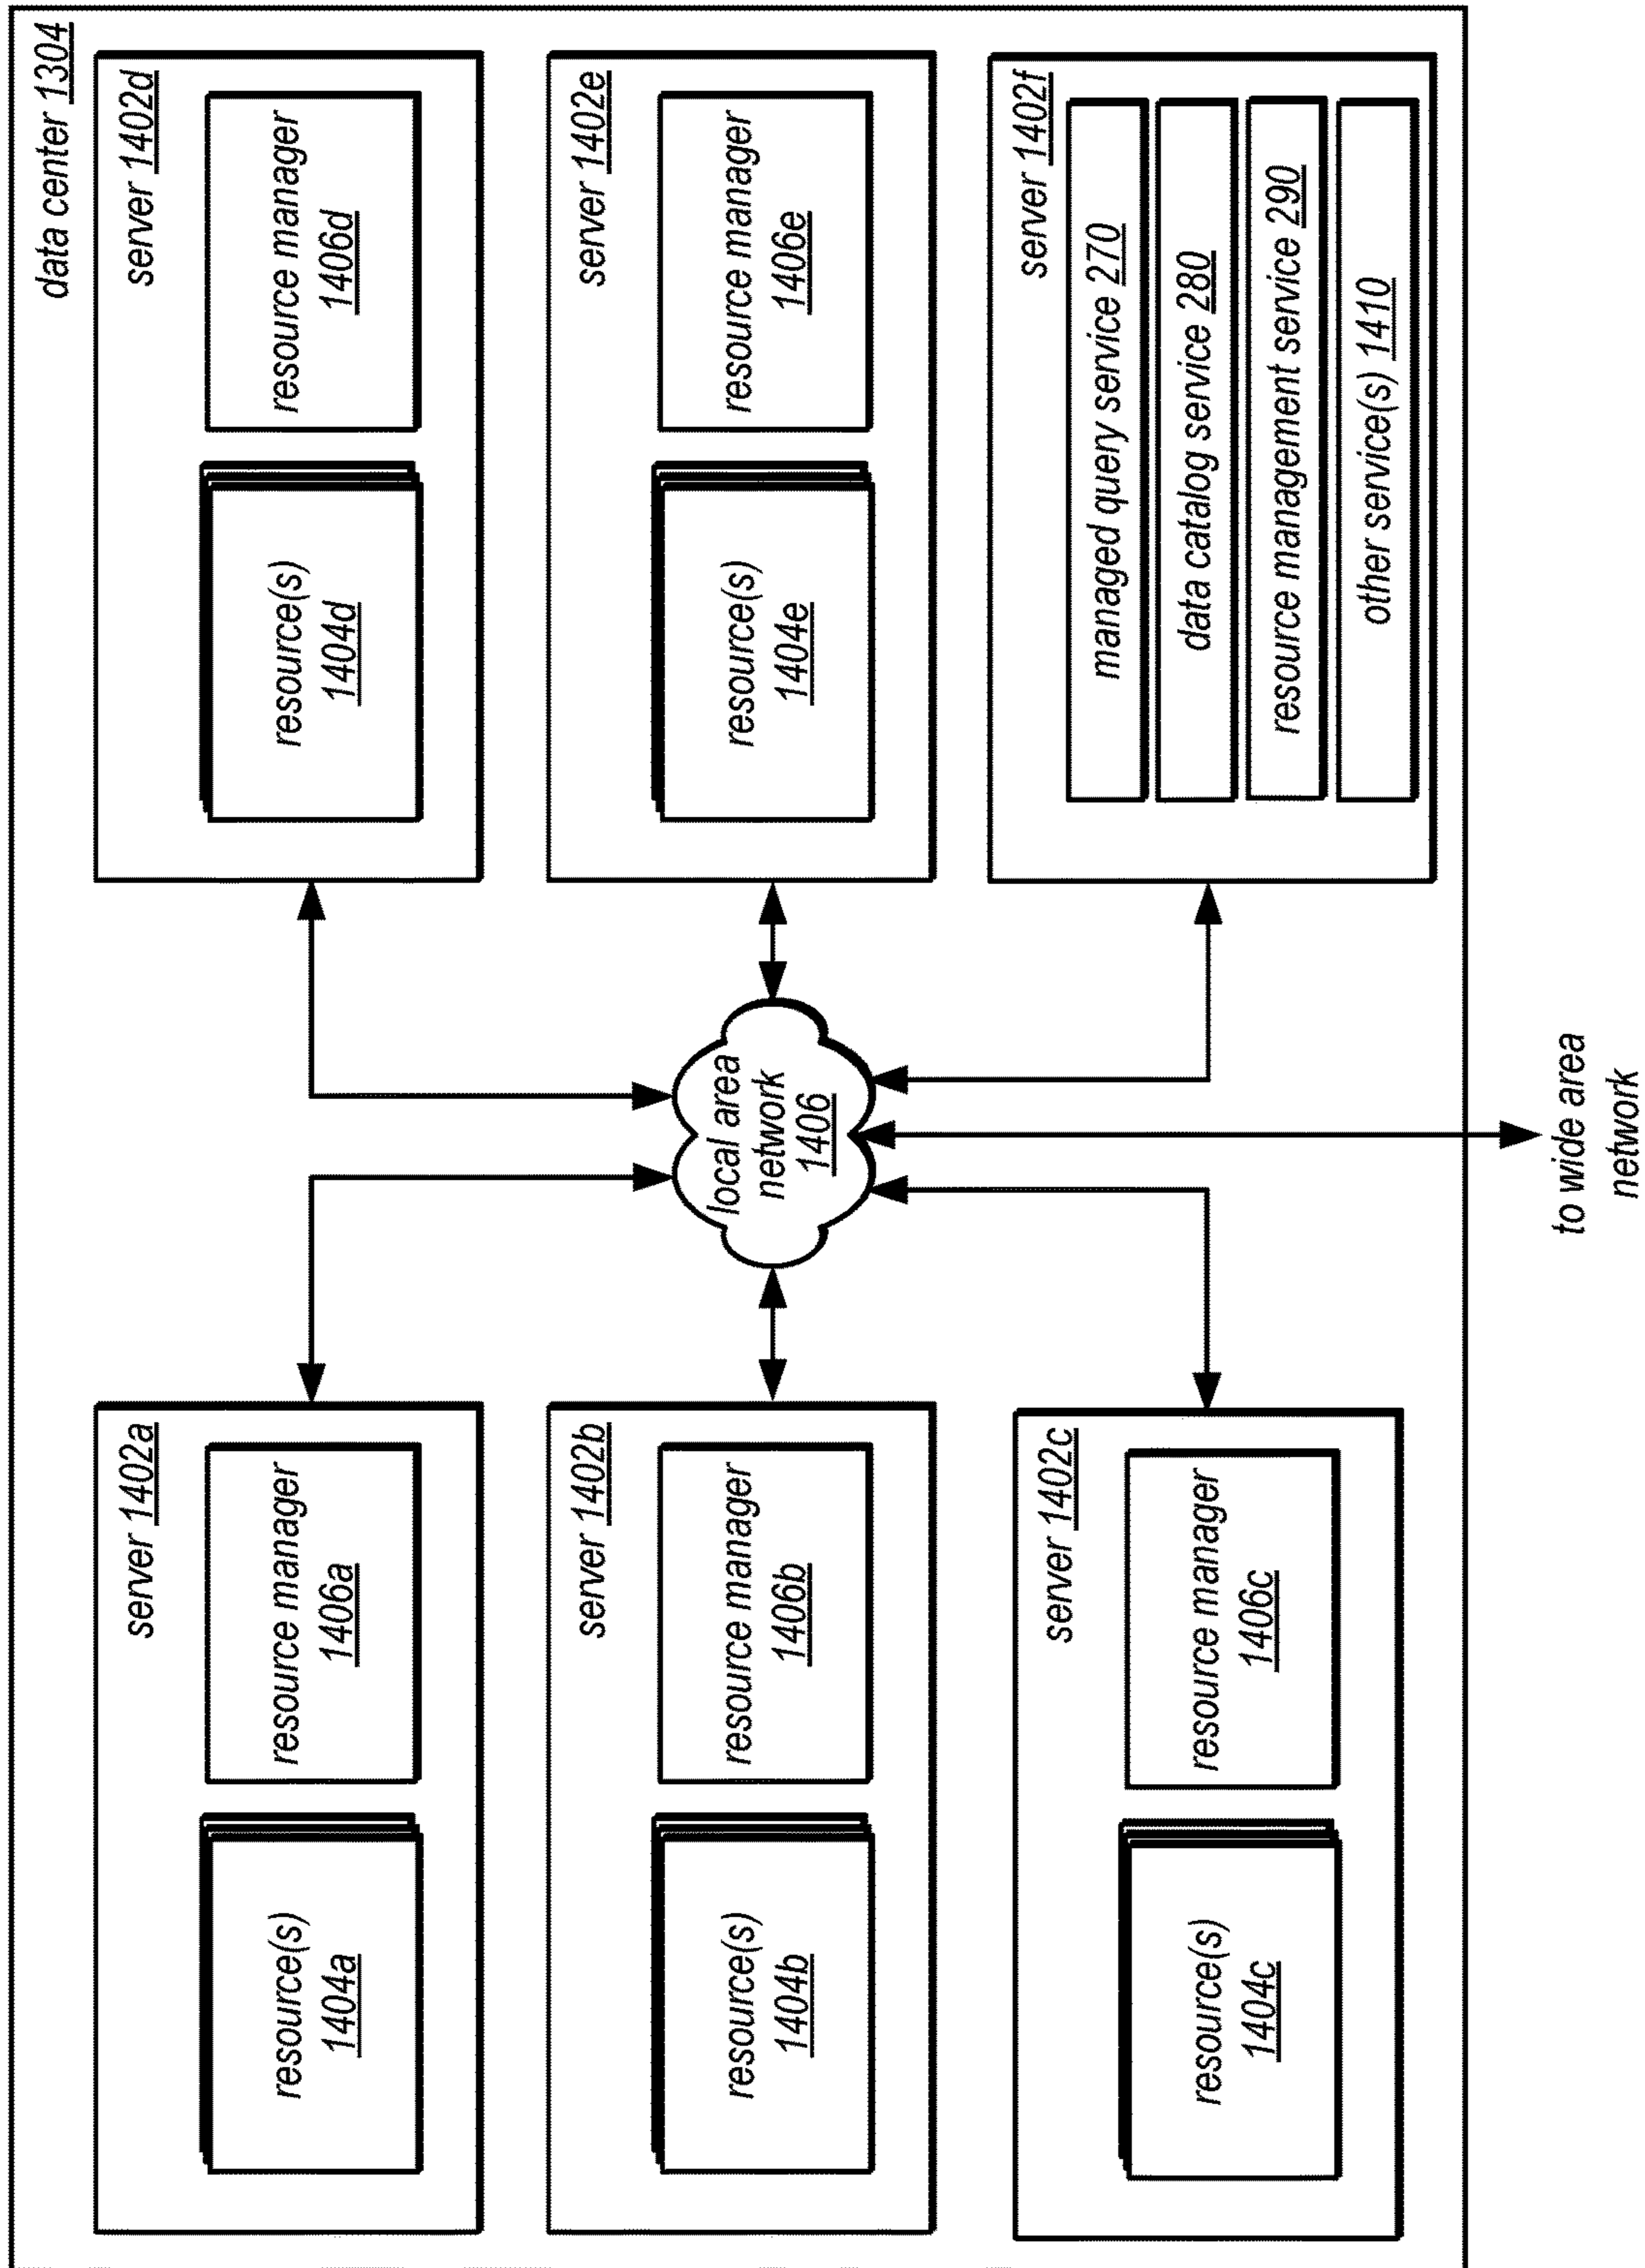 data center 1304
server 1402a
resource(s)
1404a
resource manager
1406a
server 1402d
resource(s)
1404d
resource manager
1406d
server 1402b
resource(s)
1404b
resource manager
1406b
local area
network
1406
server 1402e
resource(s)
1404e
resource manager
1406e
server 1402c
resource(s)
1404c
resource manager
1406c
server 1402f
managed query service 270
data catalog service 280
resource management service 290
other service(s) 1410
to wide area
network